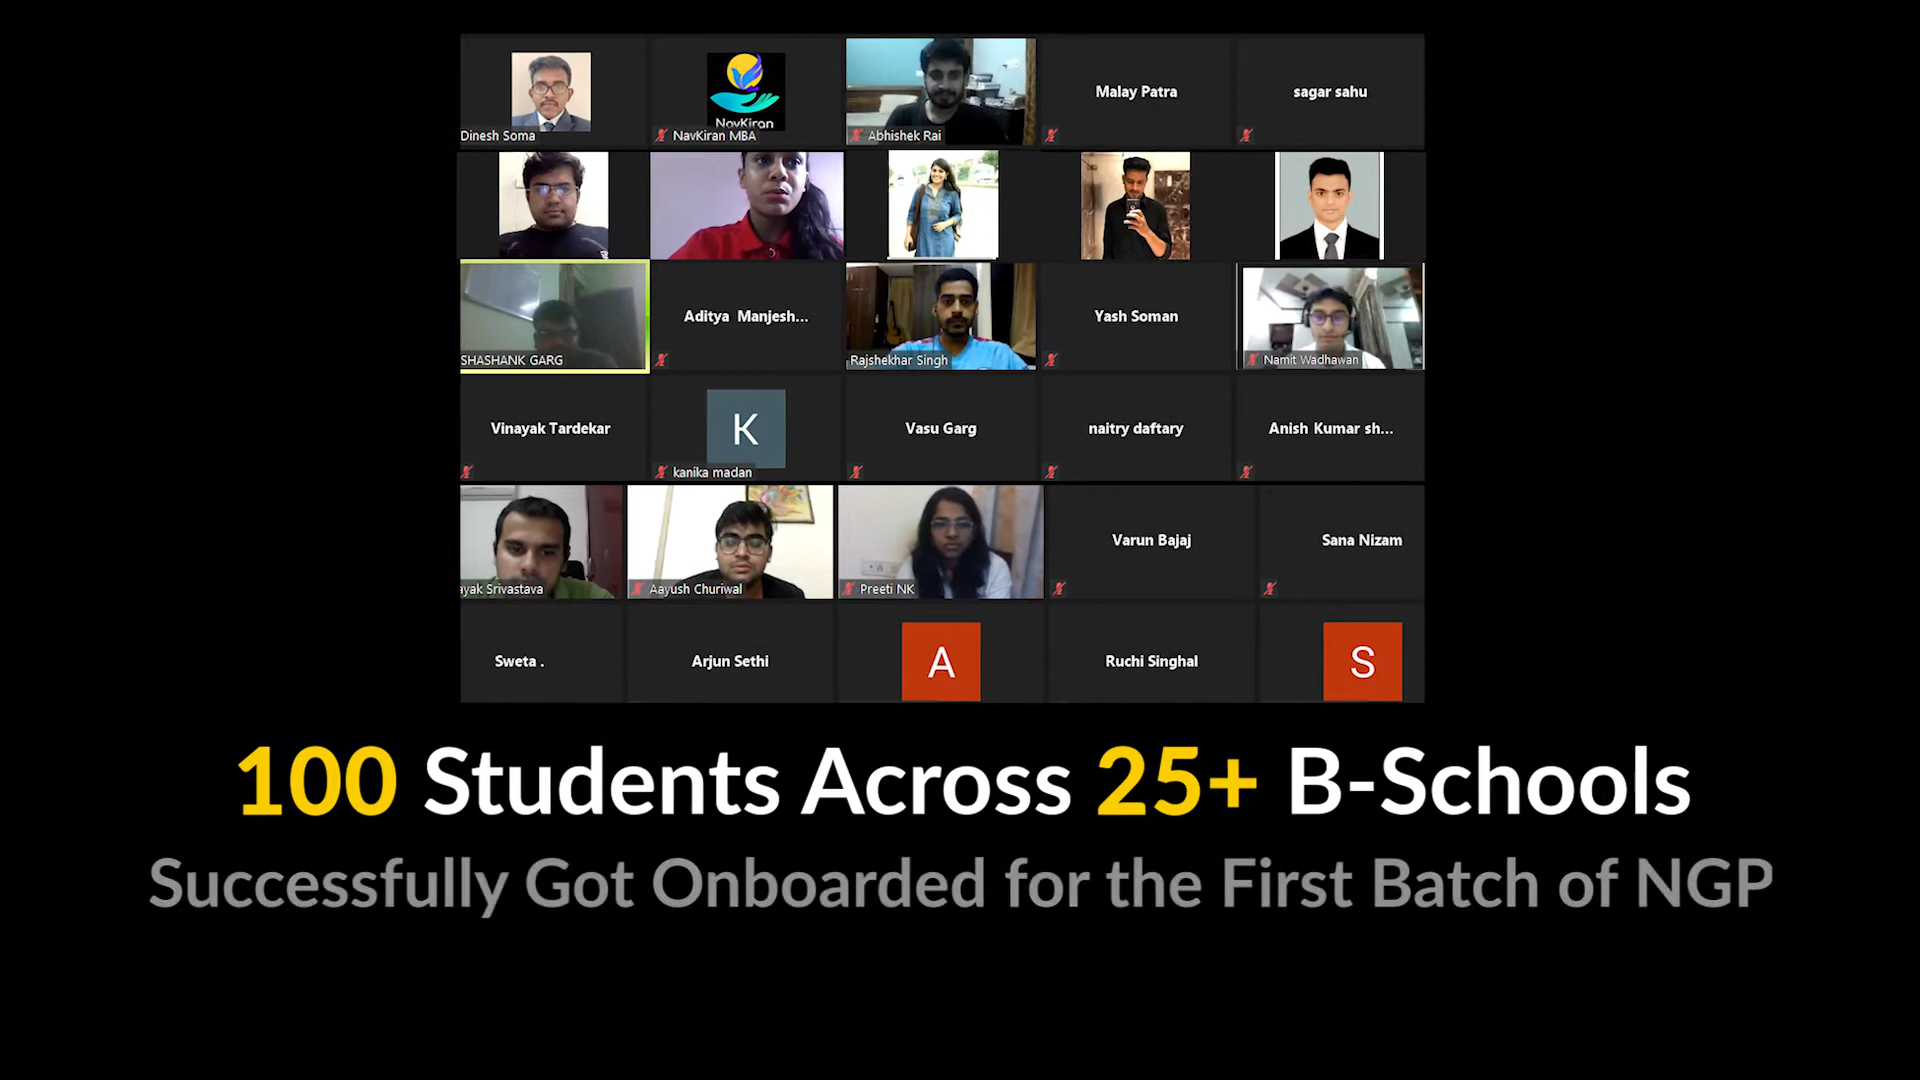 Dinesh Soma
NavKiran
NavKiran MBA
Abhishek Rai
Malay Patra
sagar sahu
SHASHANK GARG
Aditya Manjesh...
Rajshekhar Singh
Yash Soman
Namit Wadhawan
Vinayak Tardekar
K
kanika madan
Vasu Garg
naitry daftary
Anish Kumar sh...
ayak Srivastava
Aayush Churiwal
Preeti NK
Varun Bajaj
Sana Nizam
Sweta .
Arjun Sethi
A
Ruchi Singhal
S
100 Students Across 25+ B-Schools
Successfully Got Onboarded for the First Batch of NGP